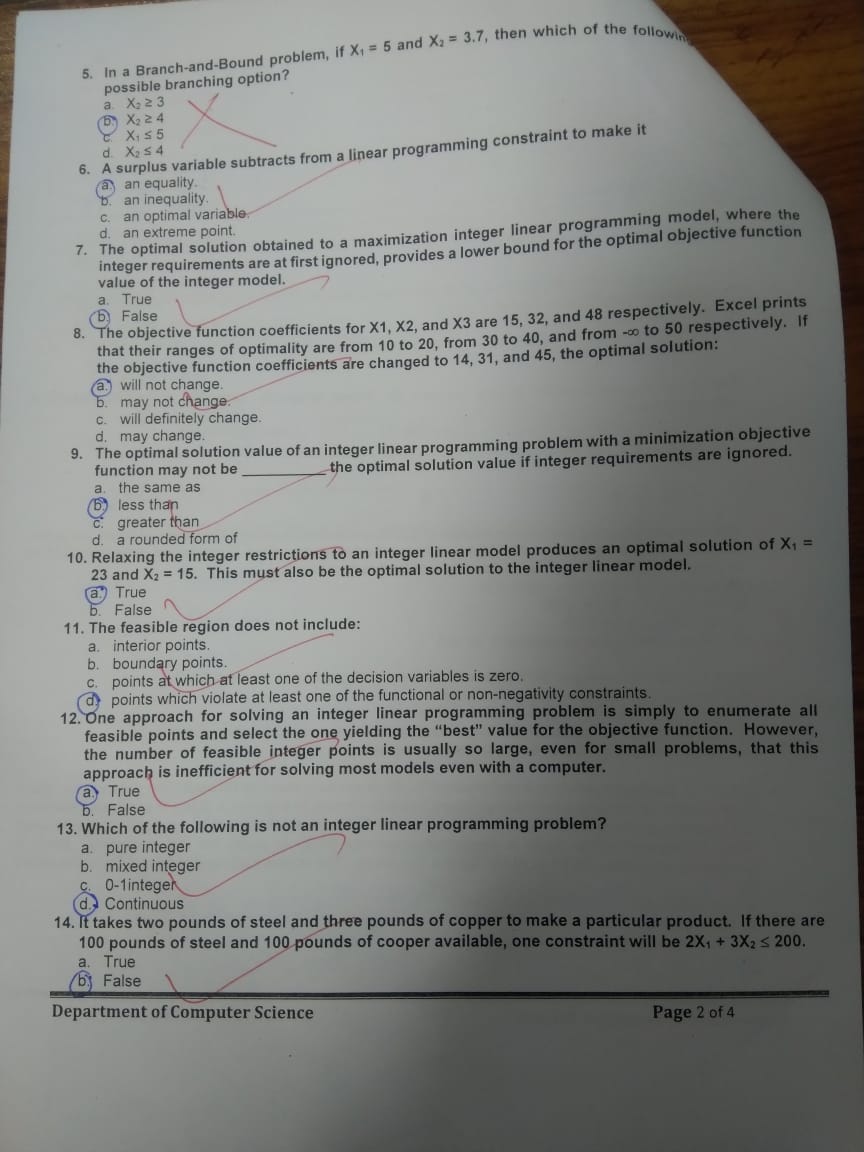 5. In a Branch-and-Bound problem, if X₁ = 5 and X₂ = 3.7, then which of the
possible branching option?
a. X₂ ≥ 3
b. X₂ ≥ 4
c. X₁ ≤ 5
d. X₂ ≤ 4
6. A surplus variable subtracts from a linear programming constraint to make it
a. an equality.
b. an inequality.
c. an optimal variable.
d. an extreme point.
7. The optimal solution obtained to a maximization integer linear programming model, where the
integer requirements are at first ignored, provides a lower bound for the optimal objective function
value of the integer model.
a. True
b. False
8. The objective function coefficients for X1, X2, and X3 are 15, 32, and 48 respectively. Excel prints
that their ranges of optimality are from 10 to 20, from 30 to 40, and from -∞ to 50 respectively. If
the objective function coefficients are changed to 14, 31, and 45, the optimal solution:
a. will not change.
b. may not change.
c. will definitely change.
d. may change.
9. The optimal solution value of an integer linear programming problem with a minimization objective
function may not be __________ the optimal solution value if integer requirements are ignored.
a. the same as
b. less than
c. greater than
d. a rounded form of
10. Relaxing the integer restrictions to an integer linear model produces an optimal solution of X₁ =
23 and X₂ = 15. This must also be the optimal solution to the integer linear model.
a. True
b. False
11. The feasible region does not include:
a. interior points.
b. boundary points.
c. points at which at least one of the decision variables is zero.
d. points which violate at least one of the functional or non-negativity constraints.
12. One approach for solving an integer linear programming problem is simply to enumerate all
feasible points and select the one yielding the “best” value for the objective function. However,
the number of feasible integer points is usually so large, even for small problems, that this
approach is inefficient for solving most models even with a computer.
a. True
b. False
13. Which of the following is not an integer linear programming problem?
a. pure integer
b. mixed integer
c. 0-1integer
d. Continuous
14. It takes two pounds of steel and three pounds of copper to make a particular product. If there are
100 pounds of steel and 100 pounds of cooper available, one constraint will be 2X₁ + 3X₂ ≤ 200.
a. True
b. False
Department of Computer Science Page 2 of 4